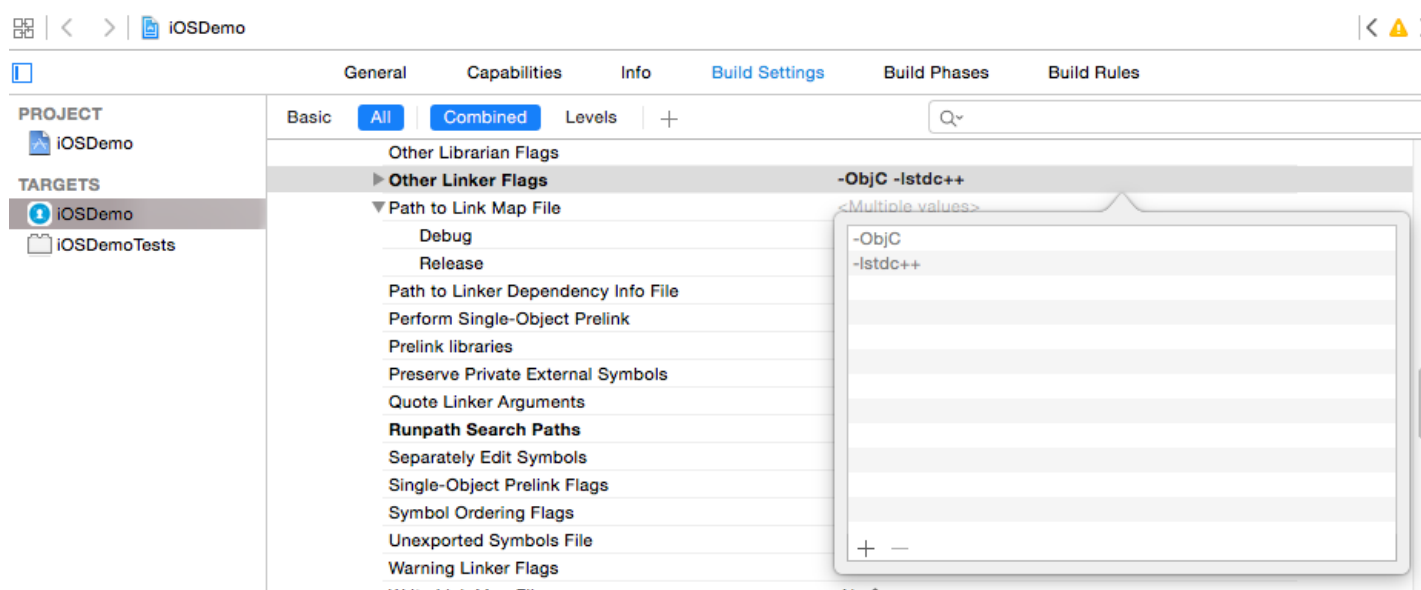 iOSDemo
General Capabilities Info Build Settings Build Phases Build Rules
PROJECT
iOSDemo
TARGETS
iOSDemo
iOSDemoTests
Basic All Combined Levels
Other Librarian Flags
Other Linker Flags -ObjC -lstdc++
Path to Link Map File <Multiple values>
Debug
Release
Path to Linker Dependency Info File
Perform Single-Object Prelink
Prelink libraries
Preserve Private External Symbols
Quote Linker Arguments
Runpath Search Paths
Separately Edit Symbols
Single-Object Prelink Flags
Symbol Ordering Flags
Unexported Symbols File
Warning Linker Flags
-ObjC
-lstdc++